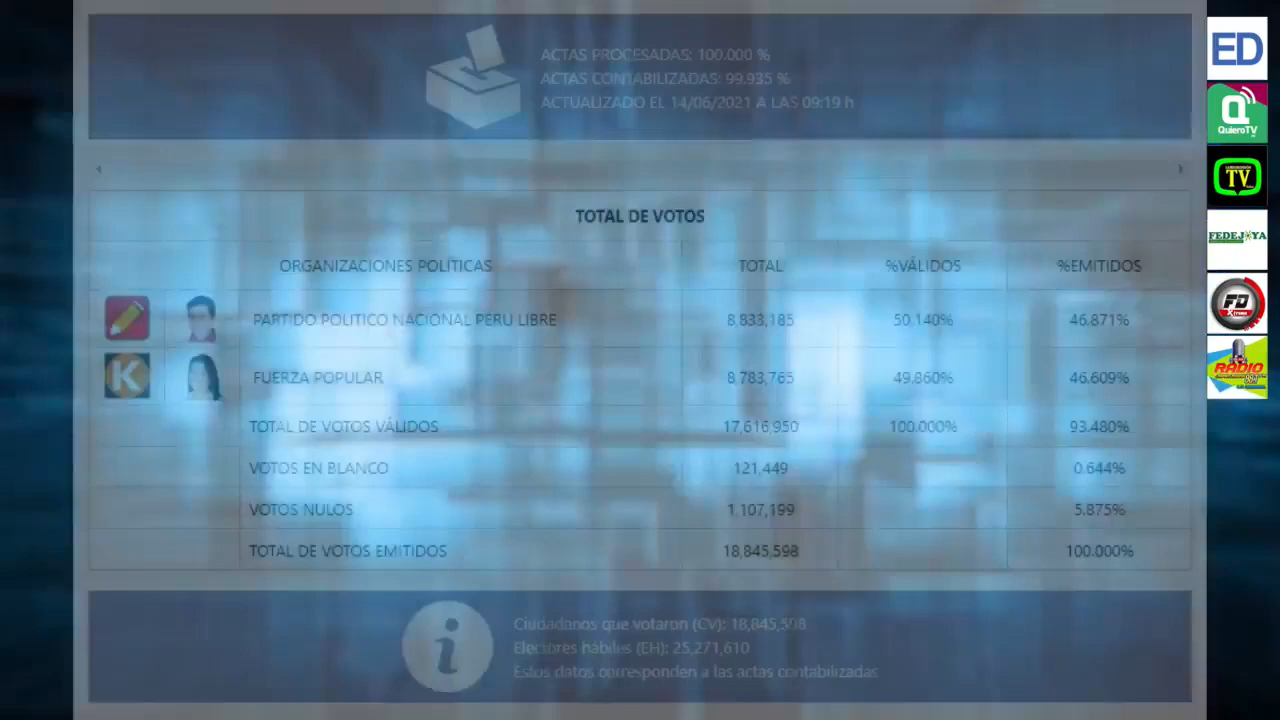 ACTAS PROCESADAS: 100.000 %
ACTAS CONTABILIZADAS: 99.935 %
ACTUALIZADO EL 14/06/2021 A LAS 09:19 h
TOTAL DE VOTOS
ORGANIZACIONES POLÍTICAS TOTAL %VÁLIDOS %EMITIDOS
PARTIDO POLITICO NACIONAL PERU LIBRE 8,833,185 50.140% 46.871%
K FUERZA POPULAR 8,783,765 49.860% 46.609%
TOTAL DE VOTOS VÁLIDOS 17,616,950 100.000% 93.480%
VOTOS EN BLANCO 121,449 0.644%
VOTOS NULOS 1,107,199 5.875%
TOTAL DE VOTOS EMITIDOS 18,845,598 100.000%
Ciudadanos que votaron (CV): 18,845,598
Electores hábiles (EH): 25,271,610
Estos datos corresponden a las actas contabilizadas
ED
Q
QuieroTV
TV
FEDEJOYA
FD
Xtrema
RADIO